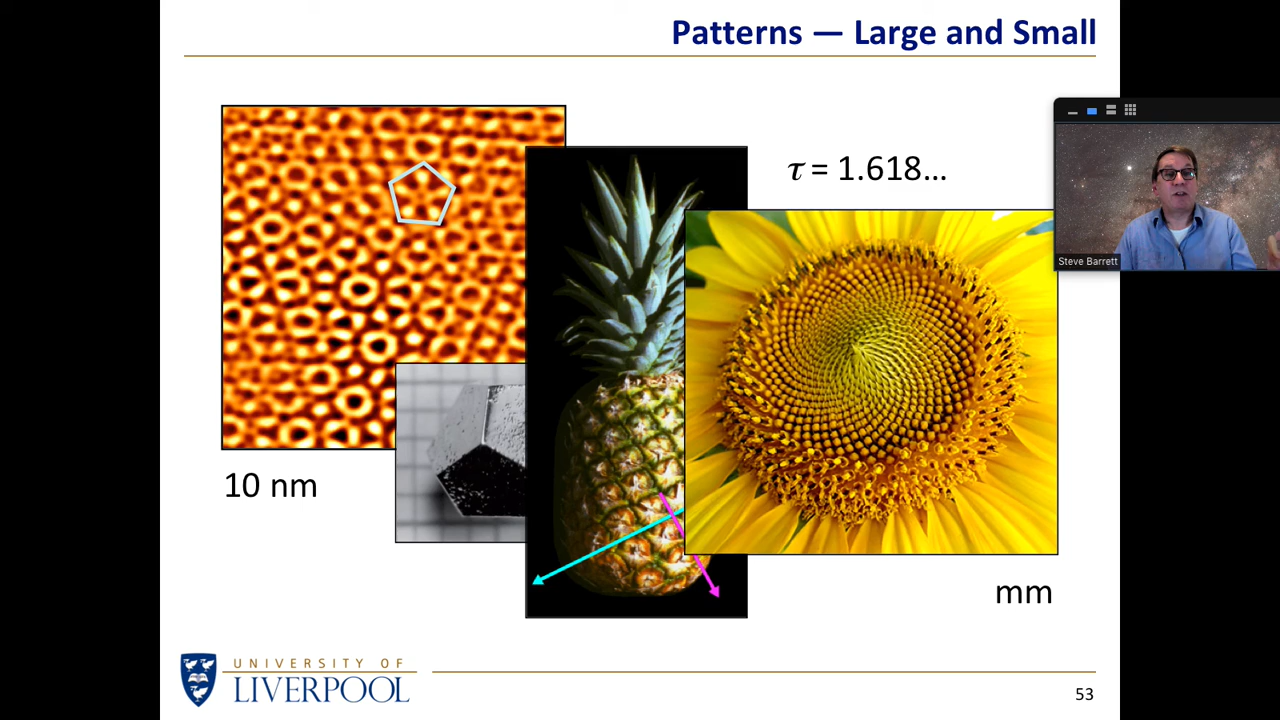 Patterns — Large and Small
τ = 1.618...
Steve Barrett
10 nm
mm
UNIVERSITY OF
LIVERPOOL
53